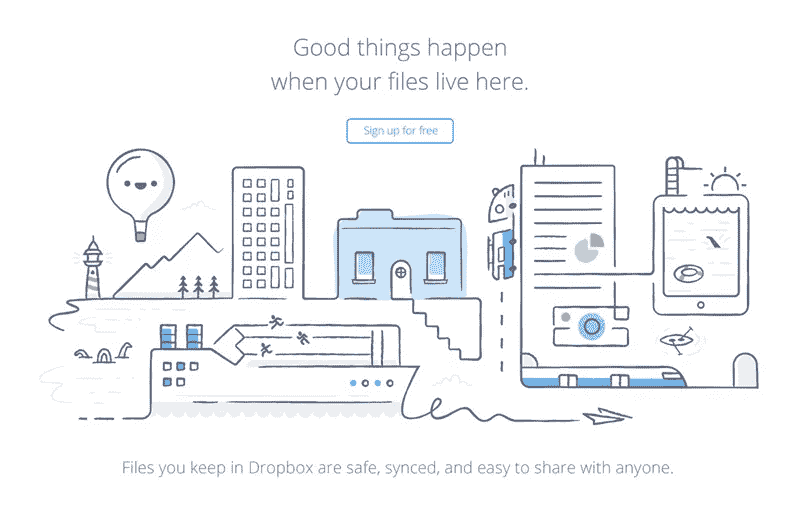 Good things happen
when your files live here.
Sign up for free
Files you keep in Dropbox are safe, synced, and easy to share with anyone.